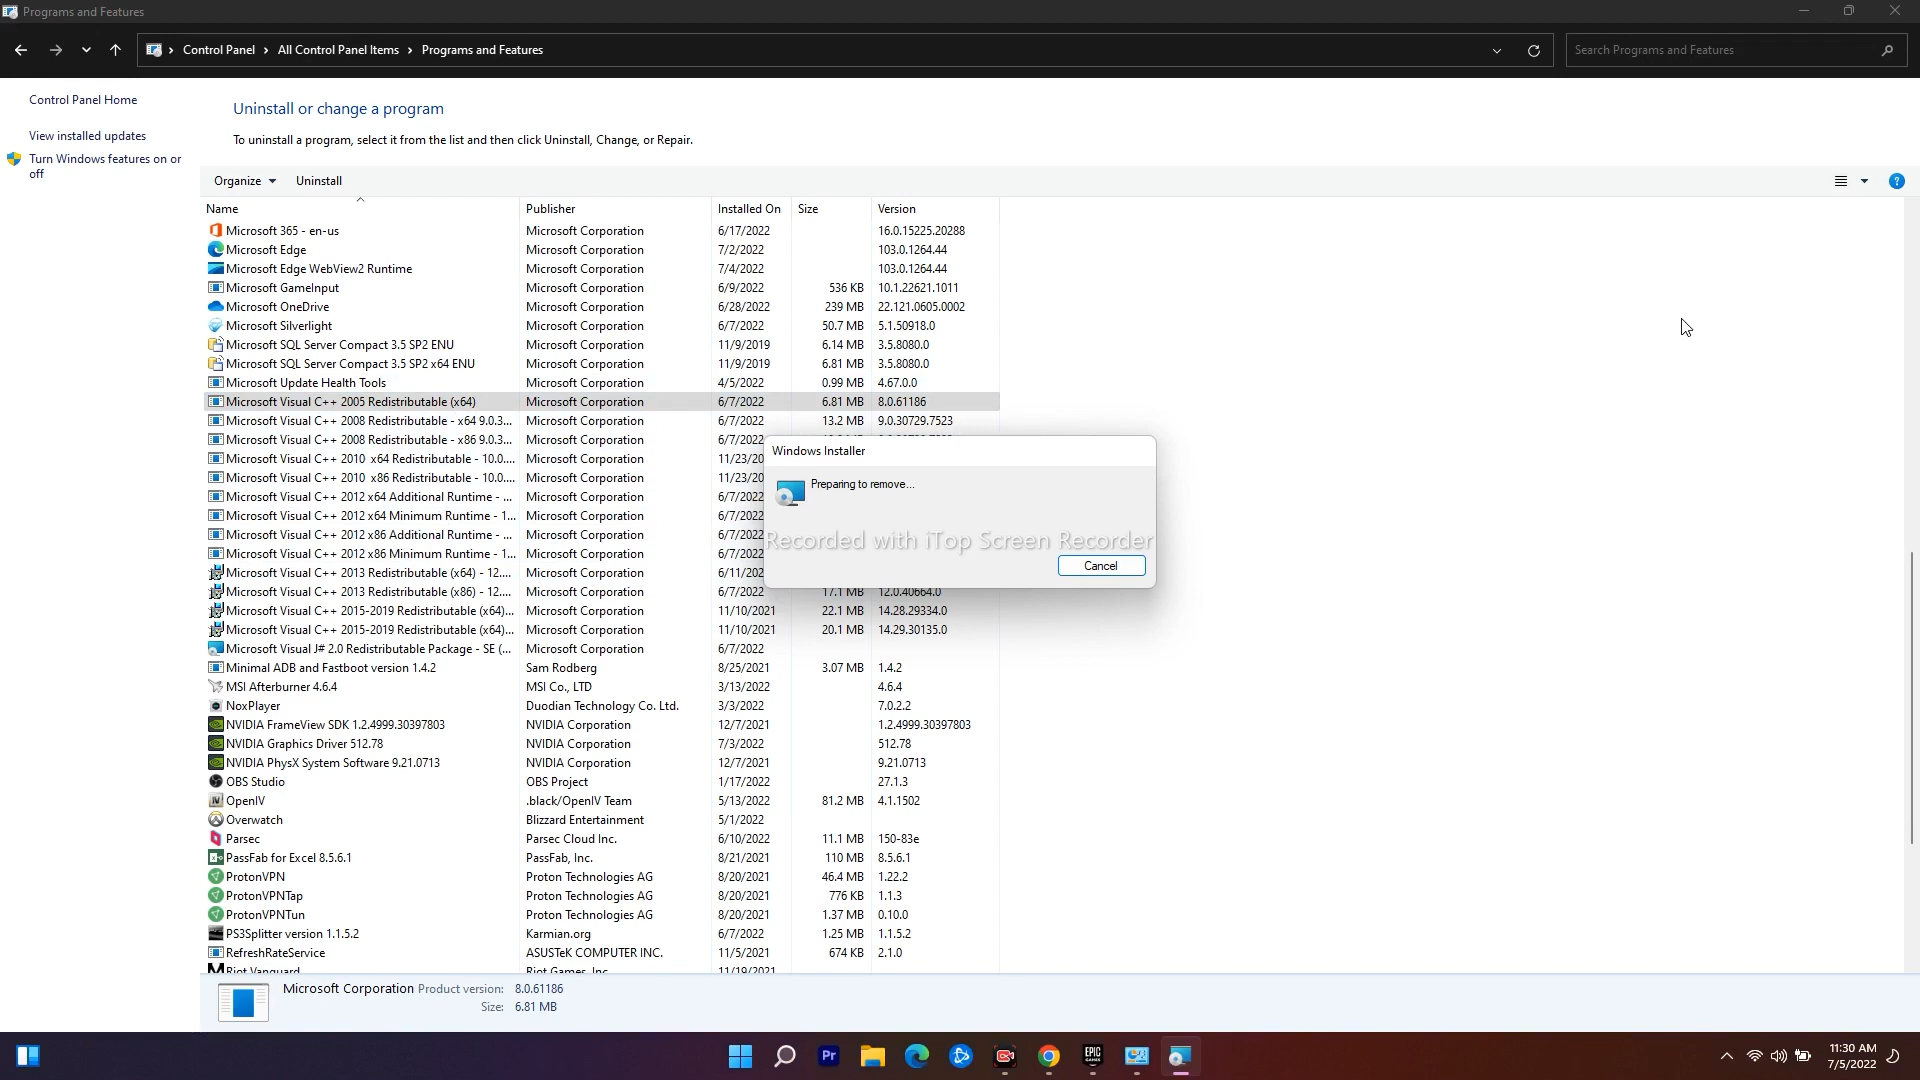 Programs and Features
Control Panel > All Control Panel Items > Programs and Features
Search Programs and Features
Control Panel Home
View installed updates
Turn Windows features on or
off
Uninstall or change a program
To uninstall a program, select it from the list and then click Uninstall, Change, or Repair.
Organize Uninstall
Name Publisher Installed On Size Version
Microsoft 365 - en-us Microsoft Corporation 6/17/2022 16.0.15225.20288
Microsoft Edge Microsoft Corporation 7/2/2022 103.0.1264.44
Microsoft Edge WebView2 Runtime Microsoft Corporation 7/4/2022 103.0.1264.44
Microsoft GameInput Microsoft Corporation 6/9/2022 536 KB 10.1.22621.1011
Microsoft OneDrive Microsoft Corporation 6/28/2022 239 MB 22.121.0605.0002
Microsoft Silverlight Microsoft Corporation 6/7/2022 50.7 MB 5.1.50918.0
Microsoft SQL Server Compact 3.5 SP2 ENU Microsoft Corporation 11/9/2019 6.14 MB 3.5.8080.0
Microsoft SQL Server Compact 3.5 SP2 x64 ENU Microsoft Corporation 11/9/2019 6.81 MB 3.5.8080.0
Microsoft Update Health Tools Microsoft Corporation 4/5/2022 0.99 MB 4.67.0.0
Microsoft Visual C++ 2005 Redistributable (x64) Microsoft Corporation 6/7/2022 6.81 MB 8.0.61186
Microsoft Visual C++ 2008 Redistributable - x64 9.0.3... Microsoft Corporation 6/7/2022 13.2 MB 9.0.30729.7523
Microsoft Visual C++ 2008 Redistributable - x86 9.0.3... Microsoft Corporation 6/7/2022
Microsoft Visual C++ 2010 x64 Redistributable - 10.0.... Microsoft Corporation 11/23/20
Microsoft Visual C++ 2010 x86 Redistributable - 10.0.... Microsoft Corporation 11/23/20
Microsoft Visual C++ 2012 x64 Additional Runtime - ... Microsoft Corporation 6/7/2022
Microsoft Visual C++ 2012 x64 Minimum Runtime - 1... Microsoft Corporation 6/7/2022
Microsoft Visual C++ 2012 x86 Additional Runtime - ... Microsoft Corporation 6/7/2022
Microsoft Visual C++ 2012 x86 Minimum Runtime - 1... Microsoft Corporation 6/7/2022
Microsoft Visual C++ 2013 Redistributable (x64) - 12.... Microsoft Corporation 6/11/202
Microsoft Visual C++ 2013 Redistributable (x86) - 12.... Microsoft Corporation 6/7/2022 17.1 MB 12.0.40664.0
Microsoft Visual C++ 2015-2019 Redistributable (x64)... Microsoft Corporation 11/10/2021 22.1 MB 14.28.29334.0
Microsoft Visual C++ 2015-2019 Redistributable (x64)... Microsoft Corporation 11/10/2021 20.1 MB 14.29.30135.0
Microsoft Visual J# 2.0 Redistributable Package - SE (... Microsoft Corporation 6/7/2022
Minimal ADB and Fastboot version 1.4.2 Sam Rodberg 8/25/2021 3.07 MB 1.4.2
MSI Afterburner 4.6.4 MSI Co., LTD 3/13/2022 4.6.4
NoxPlayer Duodian Technology Co. Ltd. 3/3/2022 7.0.2.2
NVIDIA FrameView SDK 1.2.4999.30397803 NVIDIA Corporation 12/7/2021 1.2.4999.30397803
NVIDIA Graphics Driver 512.78 NVIDIA Corporation 7/3/2022 512.78
NVIDIA PhysX System Software 9.21.0713 NVIDIA Corporation 12/7/2021 9.21.0713
OBS Studio OBS Project 1/17/2022 27.1.3
OpenIV .black/OpenIV Team 5/13/2022 81.2 MB 4.1.1502
Overwatch Blizzard Entertainment 5/1/2022
Parsec Parsec Cloud Inc. 6/10/2022 11.1 MB 150-83e
PassFab for Excel 8.5.6.1 PassFab, Inc. 8/21/2021 110 MB 8.5.6.1
ProtonVPN Proton Technologies AG 8/20/2021 46.4 MB 1.22.2
ProtonVPNTap Proton Technologies AG 8/20/2021 776 KB 1.1.3
ProtonVPNTun Proton Technologies AG 8/20/2021 1.37 MB 0.10.0
PS3Splitter version 1.1.5.2 Karmian.org 6/7/2022 1.25 MB 1.1.5.2
RefreshRateService ASUSTeK COMPUTER INC. 11/5/2021 674 KB 2.1.0
Riot Vanguard Riot Games, Inc. 11/19/2021
Windows Installer
Preparing to remove...
Recorded with iTop Screen Recorder
Cancel
Microsoft Corporation Product version: 8.0.61186
Size: 6.81 MB
Pr
EPIC
GAMES
11:30 AM
7/5/2022